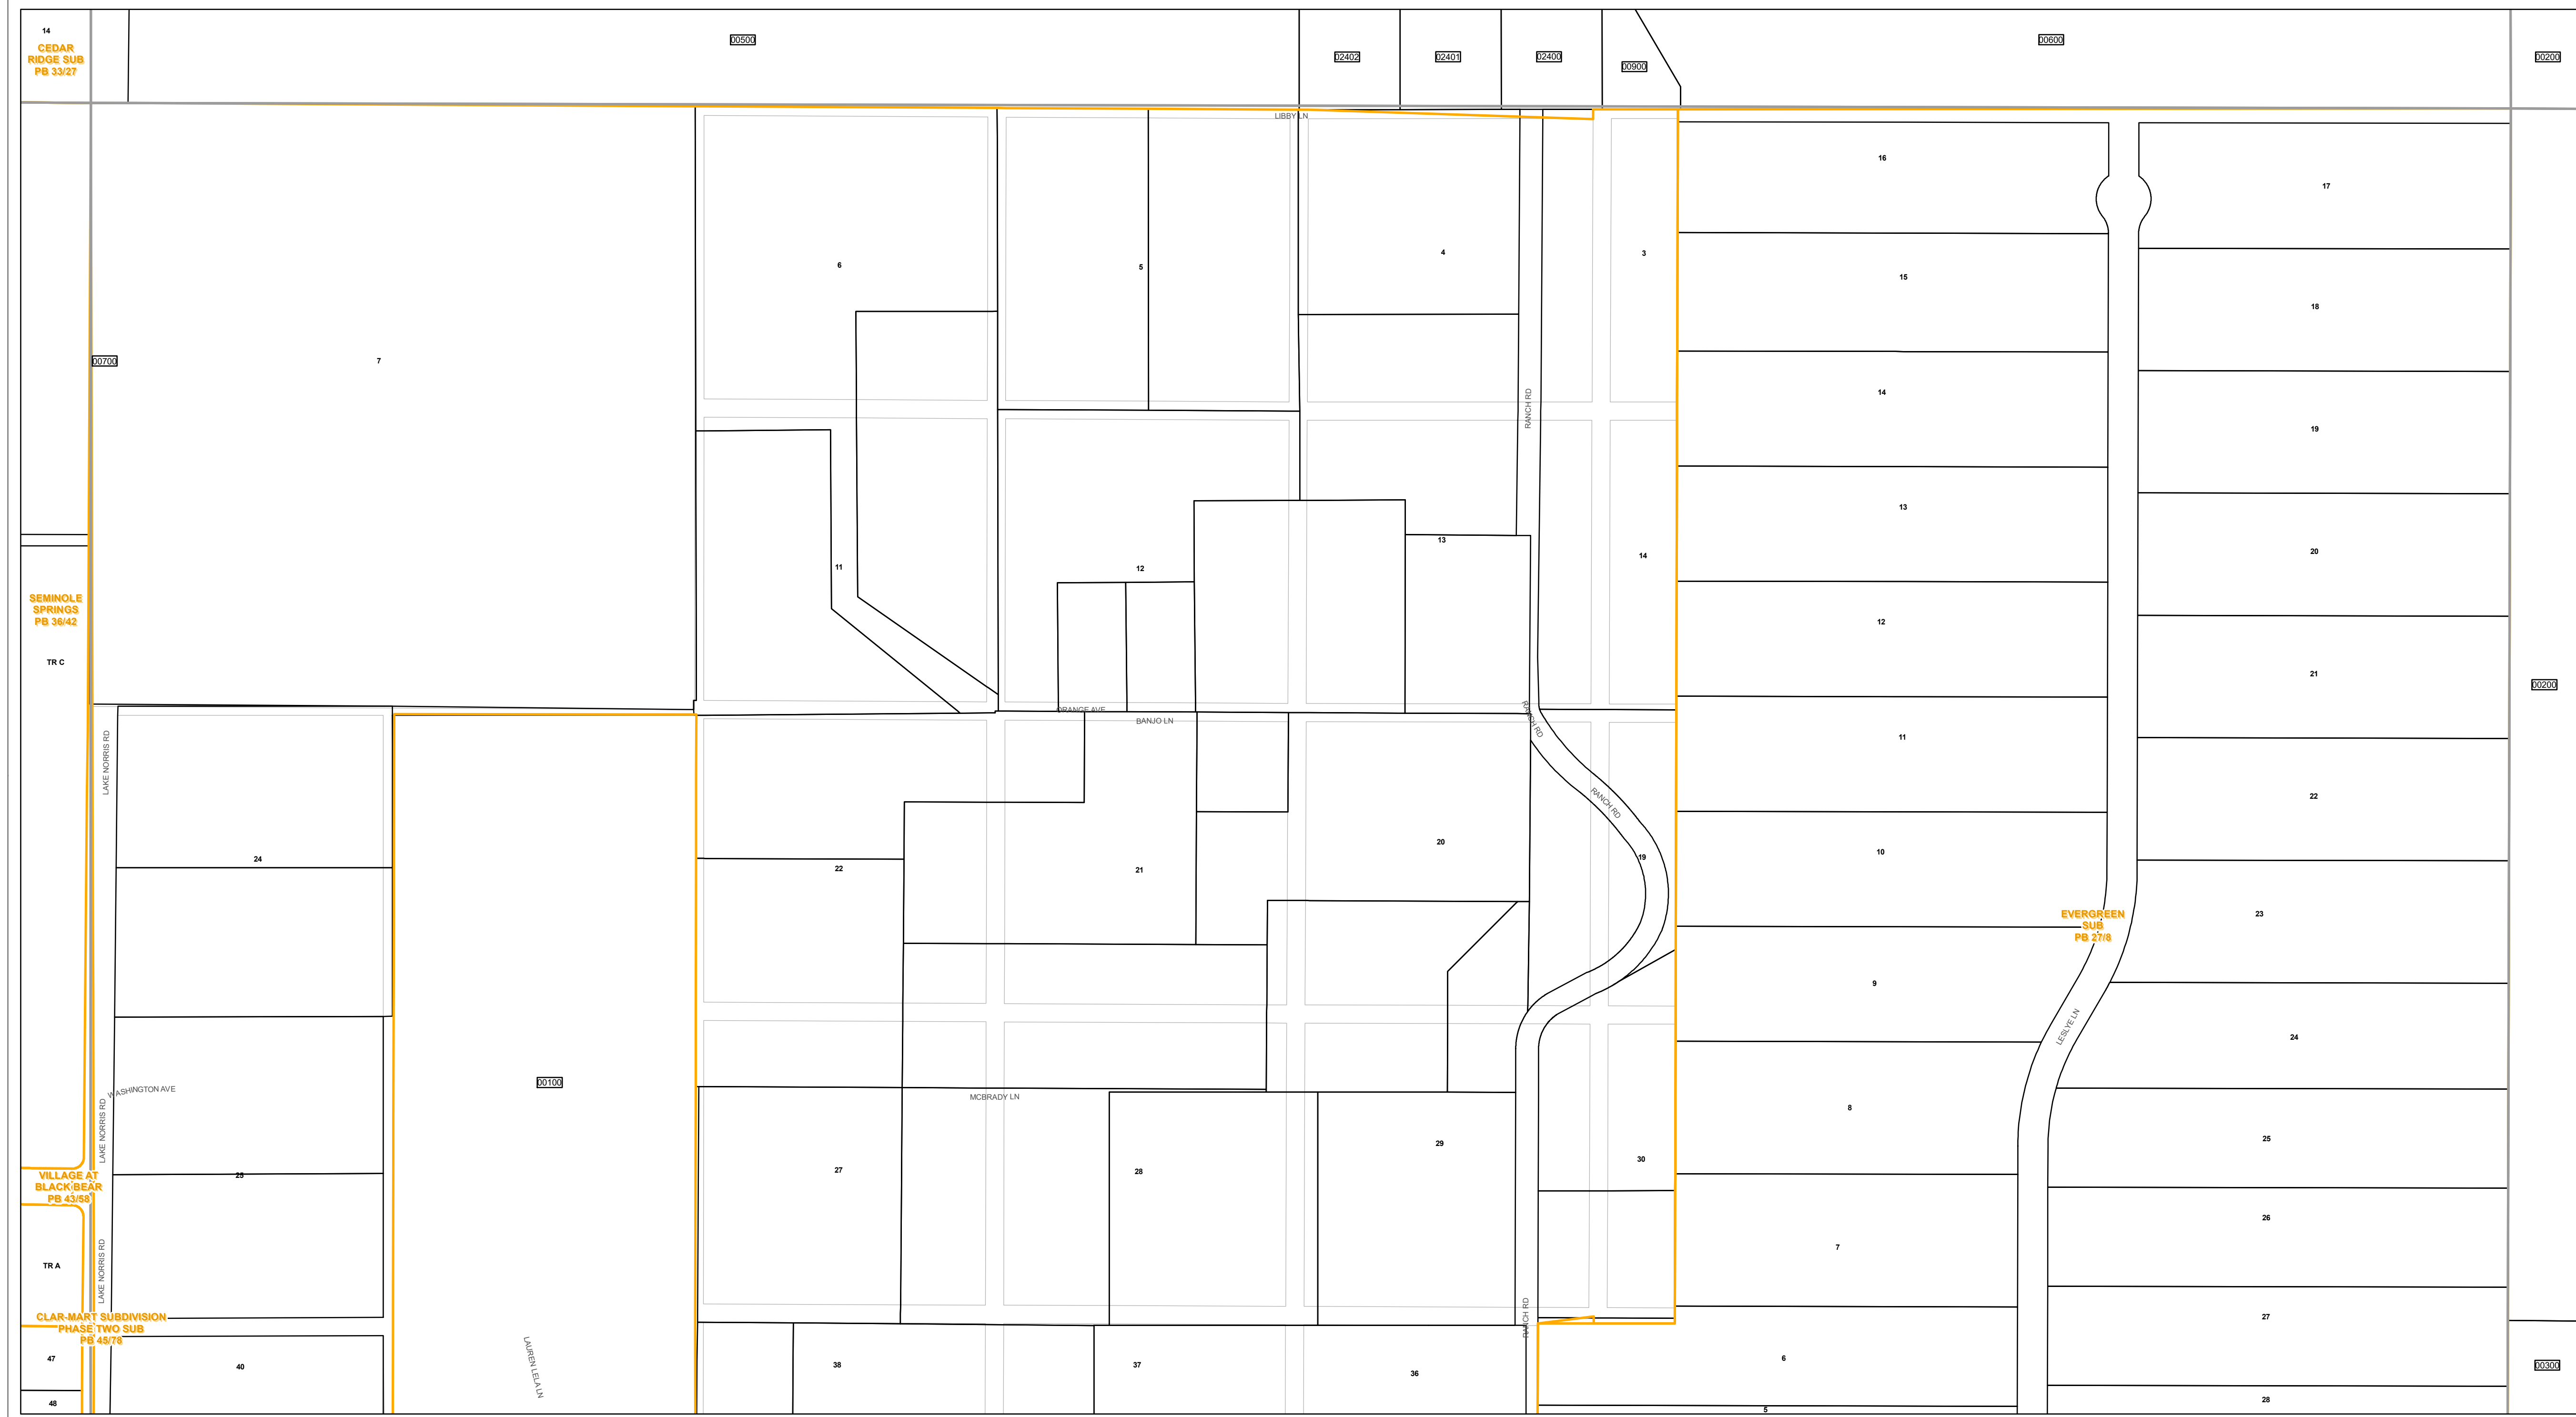 14
CEDAR
RIDGE SUB
PB 33/27
00500
02402
02401
02400
00900
00600
00200
LIBBY LN
16
17
6
5
4
3
15
18
00700
7
RANCH RD
14
19
13
20
11
12
13
14
SEMINOLE
SPRINGS
PB 36/42
TR C
12
21
ORANGE AVE
BANJO LN
RANCH RD
00200
LAKE NORRIS RD
11
22
RANCH RD
24
22
21
20
19
10
23
EVERGREEN
SUB
PB 27/8
9
24
LESLYE LN
00100
WASHINGTON AVE
LAKE NORRIS RD
MCBRADY LN
8
25
VILLAGE AT
BLACK BEAR
PB 43/58
25
27
28
29
30
26
7
TR A
LAKE NORRIS RD
CLAR-MART SUBDIVISION
PHASE TWO SUB
PB 45/78
RANCH RD
27
47
40
LAUREN LELA LN
38
37
36
6
00300
48
5
28